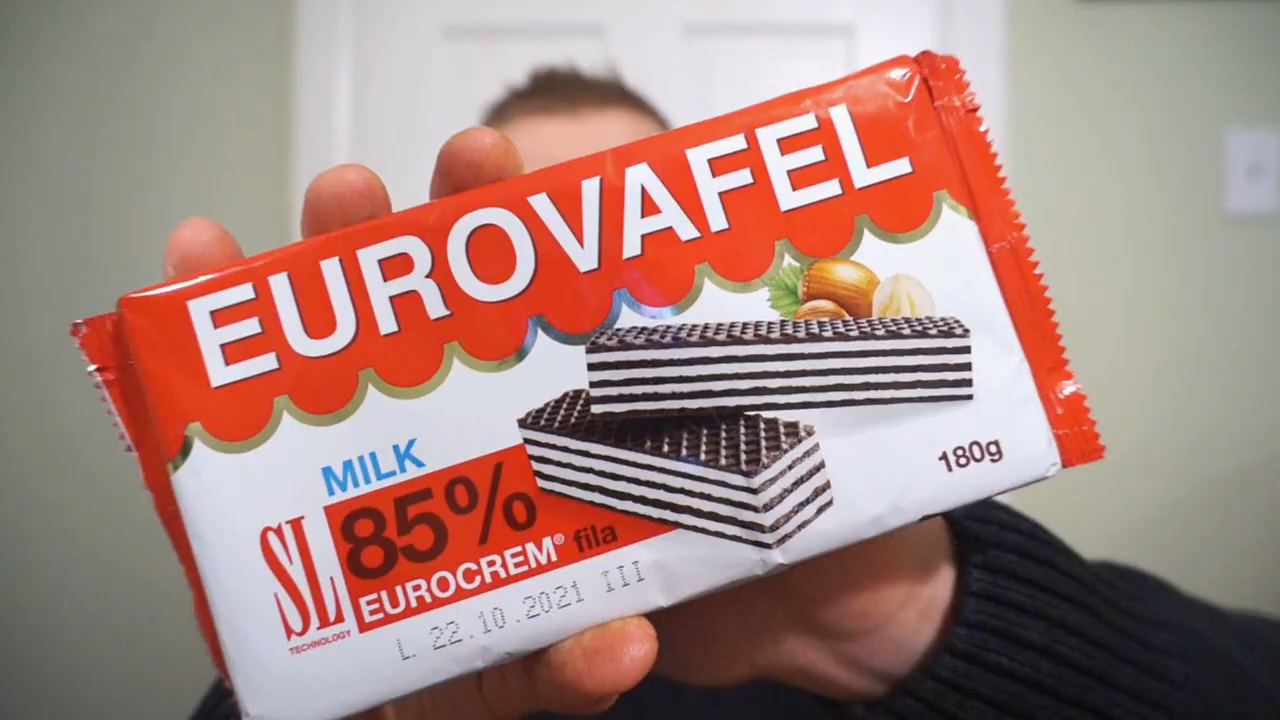 EUROVAFEL
MILK
85%
EUROCREM® fila
SL
TECHNOLOGY
180g
L 22.10.2021 III